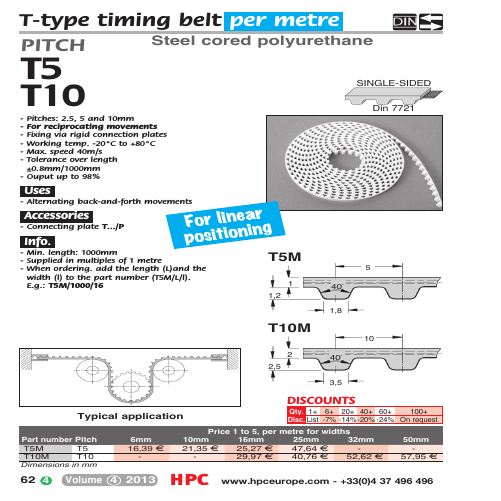 T-type timing belt per metre
DIN
PITCH
Steel cored polyurethane
T5
T10
SINGLE-SIDED
Din 7721
- Pitches: 2.5, 5 and 10mm
- For reciprocating movements
- Fixing via rigid connection plates
- Working temp. -20°C to +80°C
- Max. speed 40m/s
- Tolerance over length
±0.8mm/1000mm
- Ouput up to 98%
Uses
- Alternating back-and-forth movements
Accessories
- Connecting plate T.../P
Info.
- Min. length: 1000mm
- Supplied in multiples of 1 metre
- When ordering. add the length (L)and the
width (l) to the part number (T5M/L/l).
E.g.: T5M/1000/16
For linear
positioning
T5M
5
1
1,2
40°
1,8
T10M
10
2
2,5
40°
3,5
Typical application
DISCOUNTS
Qty. 1+ 6+ 20+ 40+ 60+ 100+
Disc. List -7% -14% -20% -24% On request
Price 1 to 5, per metre for widths
Part number Pitch 6mm 10mm 16mm 25mm 32mm 50mm
T5M T5 16,39 € 21,35 € 25,27 € 47,64 € - -
T10M T10 - - 29,97 € 40,76 € 52,62 € 57,95 €
Dimensions in mm
62 4 Volume 4 2013 HPC www.hpceurope.com - +33(0)4 37 496 496